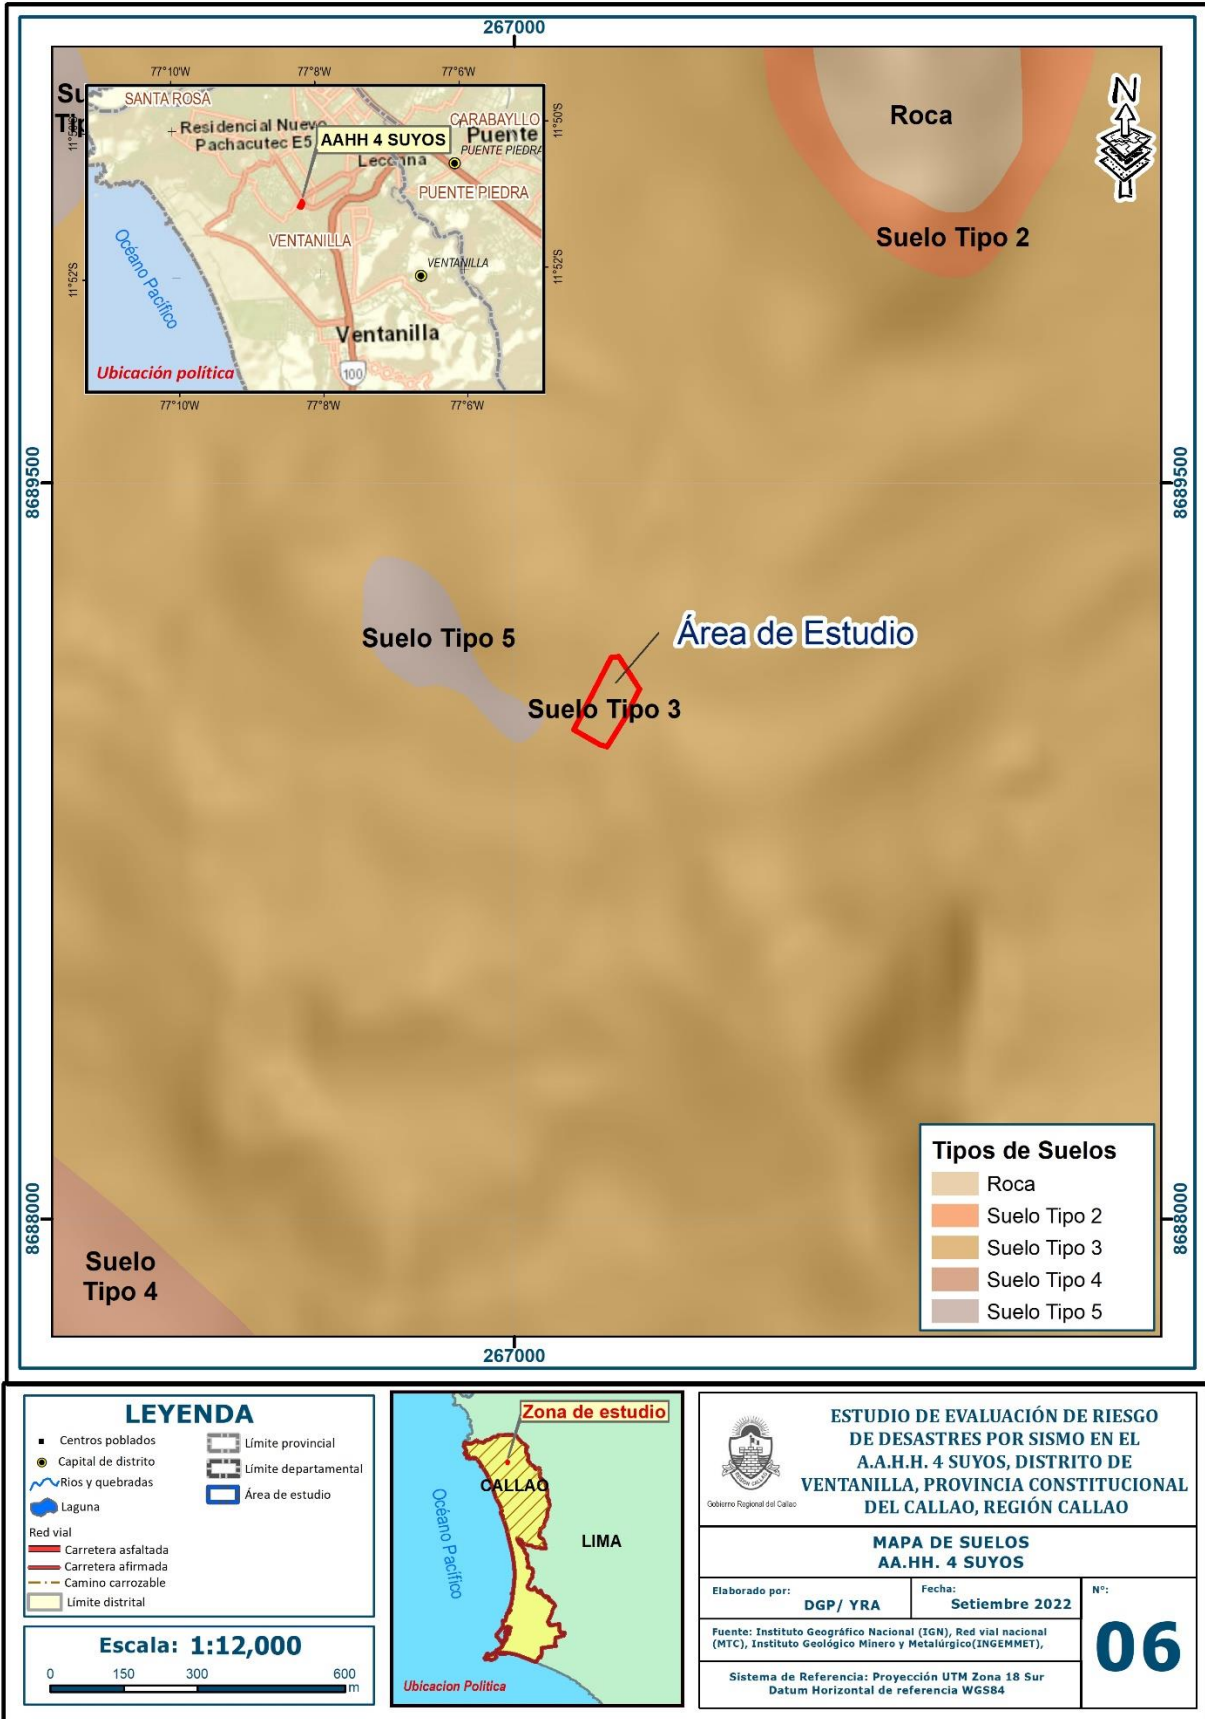 267000
77°10'W
77°8'W
77°6'W
SANTA ROSA
Residencial Nuevo
Pachacutec E5
AAHH 4 SUYOS
Leccana
CARABAYLLO
Puente
PUENTE PIEDRA
PUENTE PIEDRA
VENTANILLA
VENTANILLA
Océano Pacífico
Ventanilla
100
Ubicación política
11°50'S
11°52'S
11°50'S
11°52'S
77°10'W
77°8'W
77°6'W
N
Roca
Suelo Tipo 2
8689500
8689500
Suelo Tipo 5
Área de Estudio
Suelo Tipo 3
8688000
8688000
Suelo
Tipo 4
Tipos de Suelos
Roca
Suelo Tipo 2
Suelo Tipo 3
Suelo Tipo 4
Suelo Tipo 5
267000
LEYENDA
Centros poblados
Capital de distrito
Rios y quebradas
Laguna
Red vial
Carretera asfaltada
Carretera afirmada
Camino carrozable
Límite distrital
Límite provincial
Límite departamental
Área de estudio
Escala: 1:12,000
0 150 300 600
m
Zona de estudio
CALLAO
LIMA
Océano Pacífico
Ubicacion Politica
REGIÓN CALLAO
Gobierno Regional del Callao
ESTUDIO DE EVALUACIÓN DE RIESGO
DE DESASTRES POR SISMO EN EL
A.A.H.H. 4 SUYOS, DISTRITO DE
VENTANILLA, PROVINCIA CONSTITUCIONAL
DEL CALLAO, REGIÓN CALLAO
MAPA DE SUELOS
AA.HH. 4 SUYOS
Elaborado por:
DGP/ YRA
Fecha:
Setiembre 2022
N°:
06
Fuente: Instituto Geográfico Nacional (IGN), Red vial nacional
(MTC), Instituto Geológico Minero y Metalúrgico(INGEMMET),
Sistema de Referencia: Proyección UTM Zona 18 Sur
Datum Horizontal de referencia WGS84